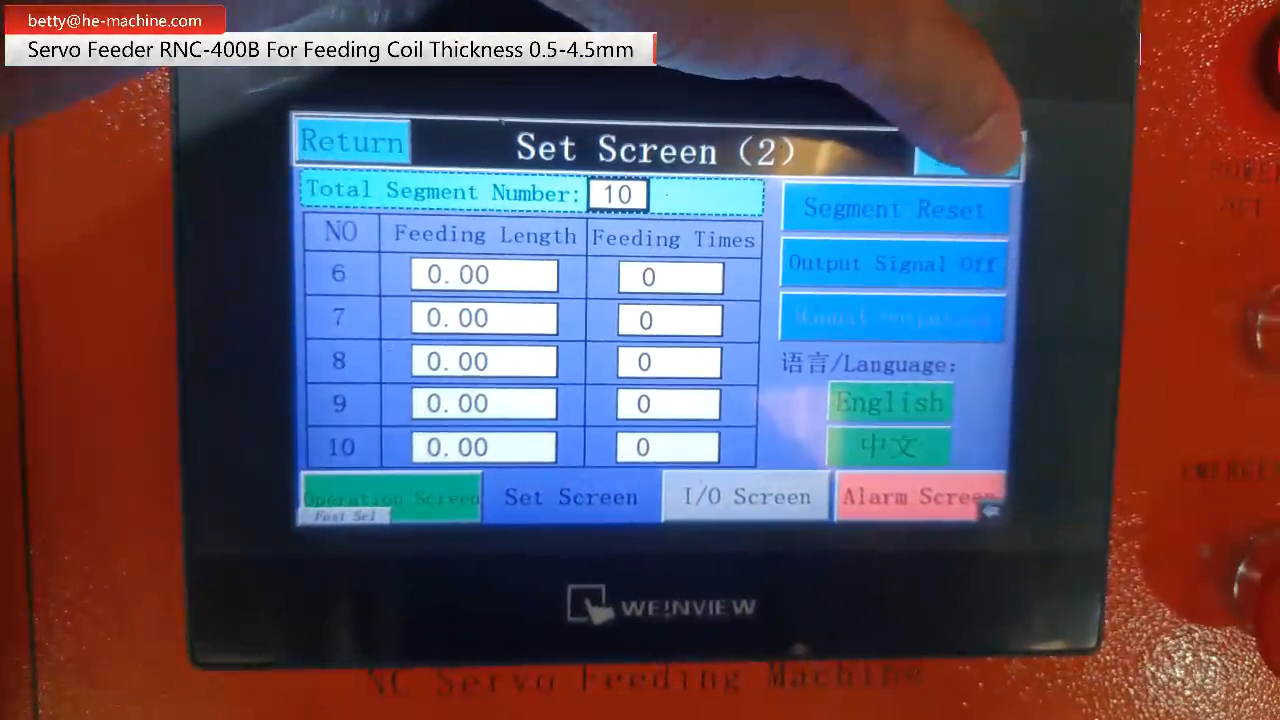 betty@he-machine.com
Servo Feeder RNC-400B For Feeding Coil Thickness 0.5-4.5mm
Return
Set Screen (2)
Total Segment Number: 10
NO Feeding Length Feeding Times
6 0.00 0
7 0.00 0
8 0.00 0
9 0.00 0
10 0.00 0
Segment Reset
Output Signal Off
语言/Language:
English
中文
Operation Screen
Set Screen
I/O Screen
Alarm Screen
Fast Sel
WEINVIEW
NC Servo Feeding Machine